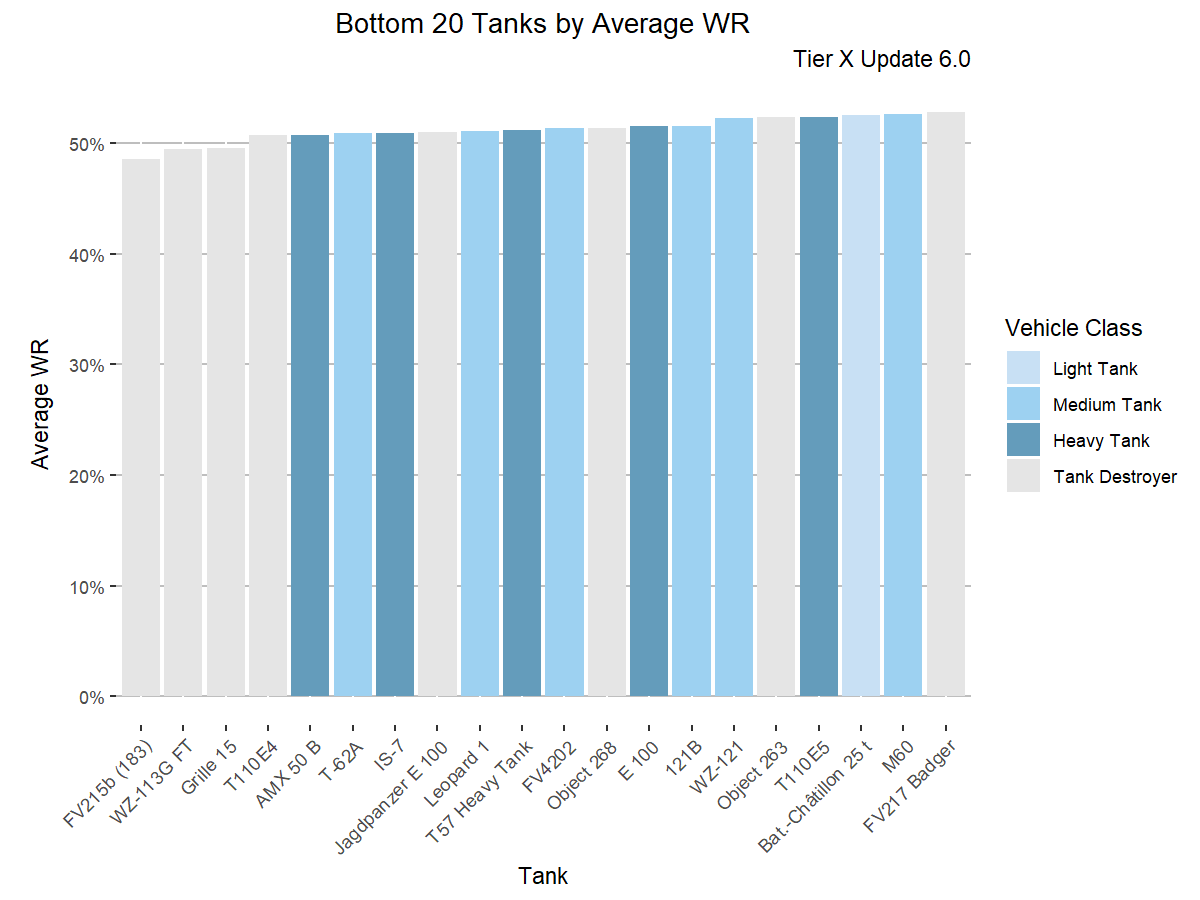 Bottom 20 Tanks by Average WR
Tier X Update 6.0
Average WR
50%
40%
30%
20%
10%
0%
FV215b (183)
WZ-113G FT
Grille 15
T110E4
AMX 50 B
T-62A
IS-7
Jagdpanzer E 100
Leopard 1
T57 Heavy Tank
FV4202
Object 268
E 100
121B
WZ-121
Object 263
T110E5
Bat.-Châtillon 25 t
M60
FV217 Badger
Tank
Vehicle Class
Light Tank
Medium Tank
Heavy Tank
Tank Destroyer